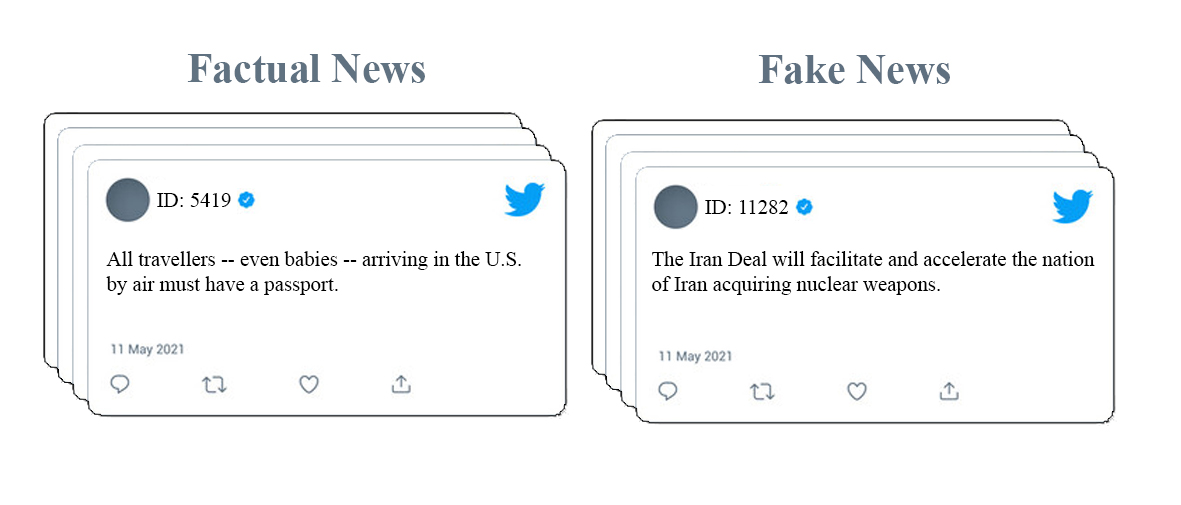 Factual News
ID: 5419
All travellers -- even babies -- arriving in the U.S.
by air must have a passport.
11 May 2021
Fake News
ID: 11282
The Iran Deal will facilitate and accelerate the nation
of Iran acquiring nuclear weapons.
11 May 2021